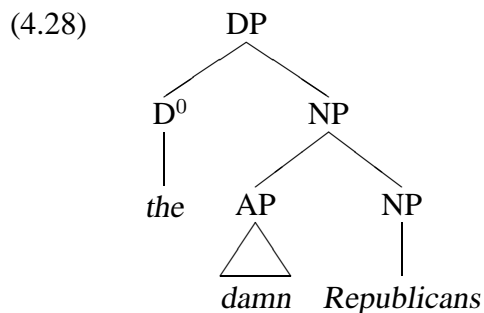 (4.28) DP
D⁰ NP
the AP NP
damn Republicans